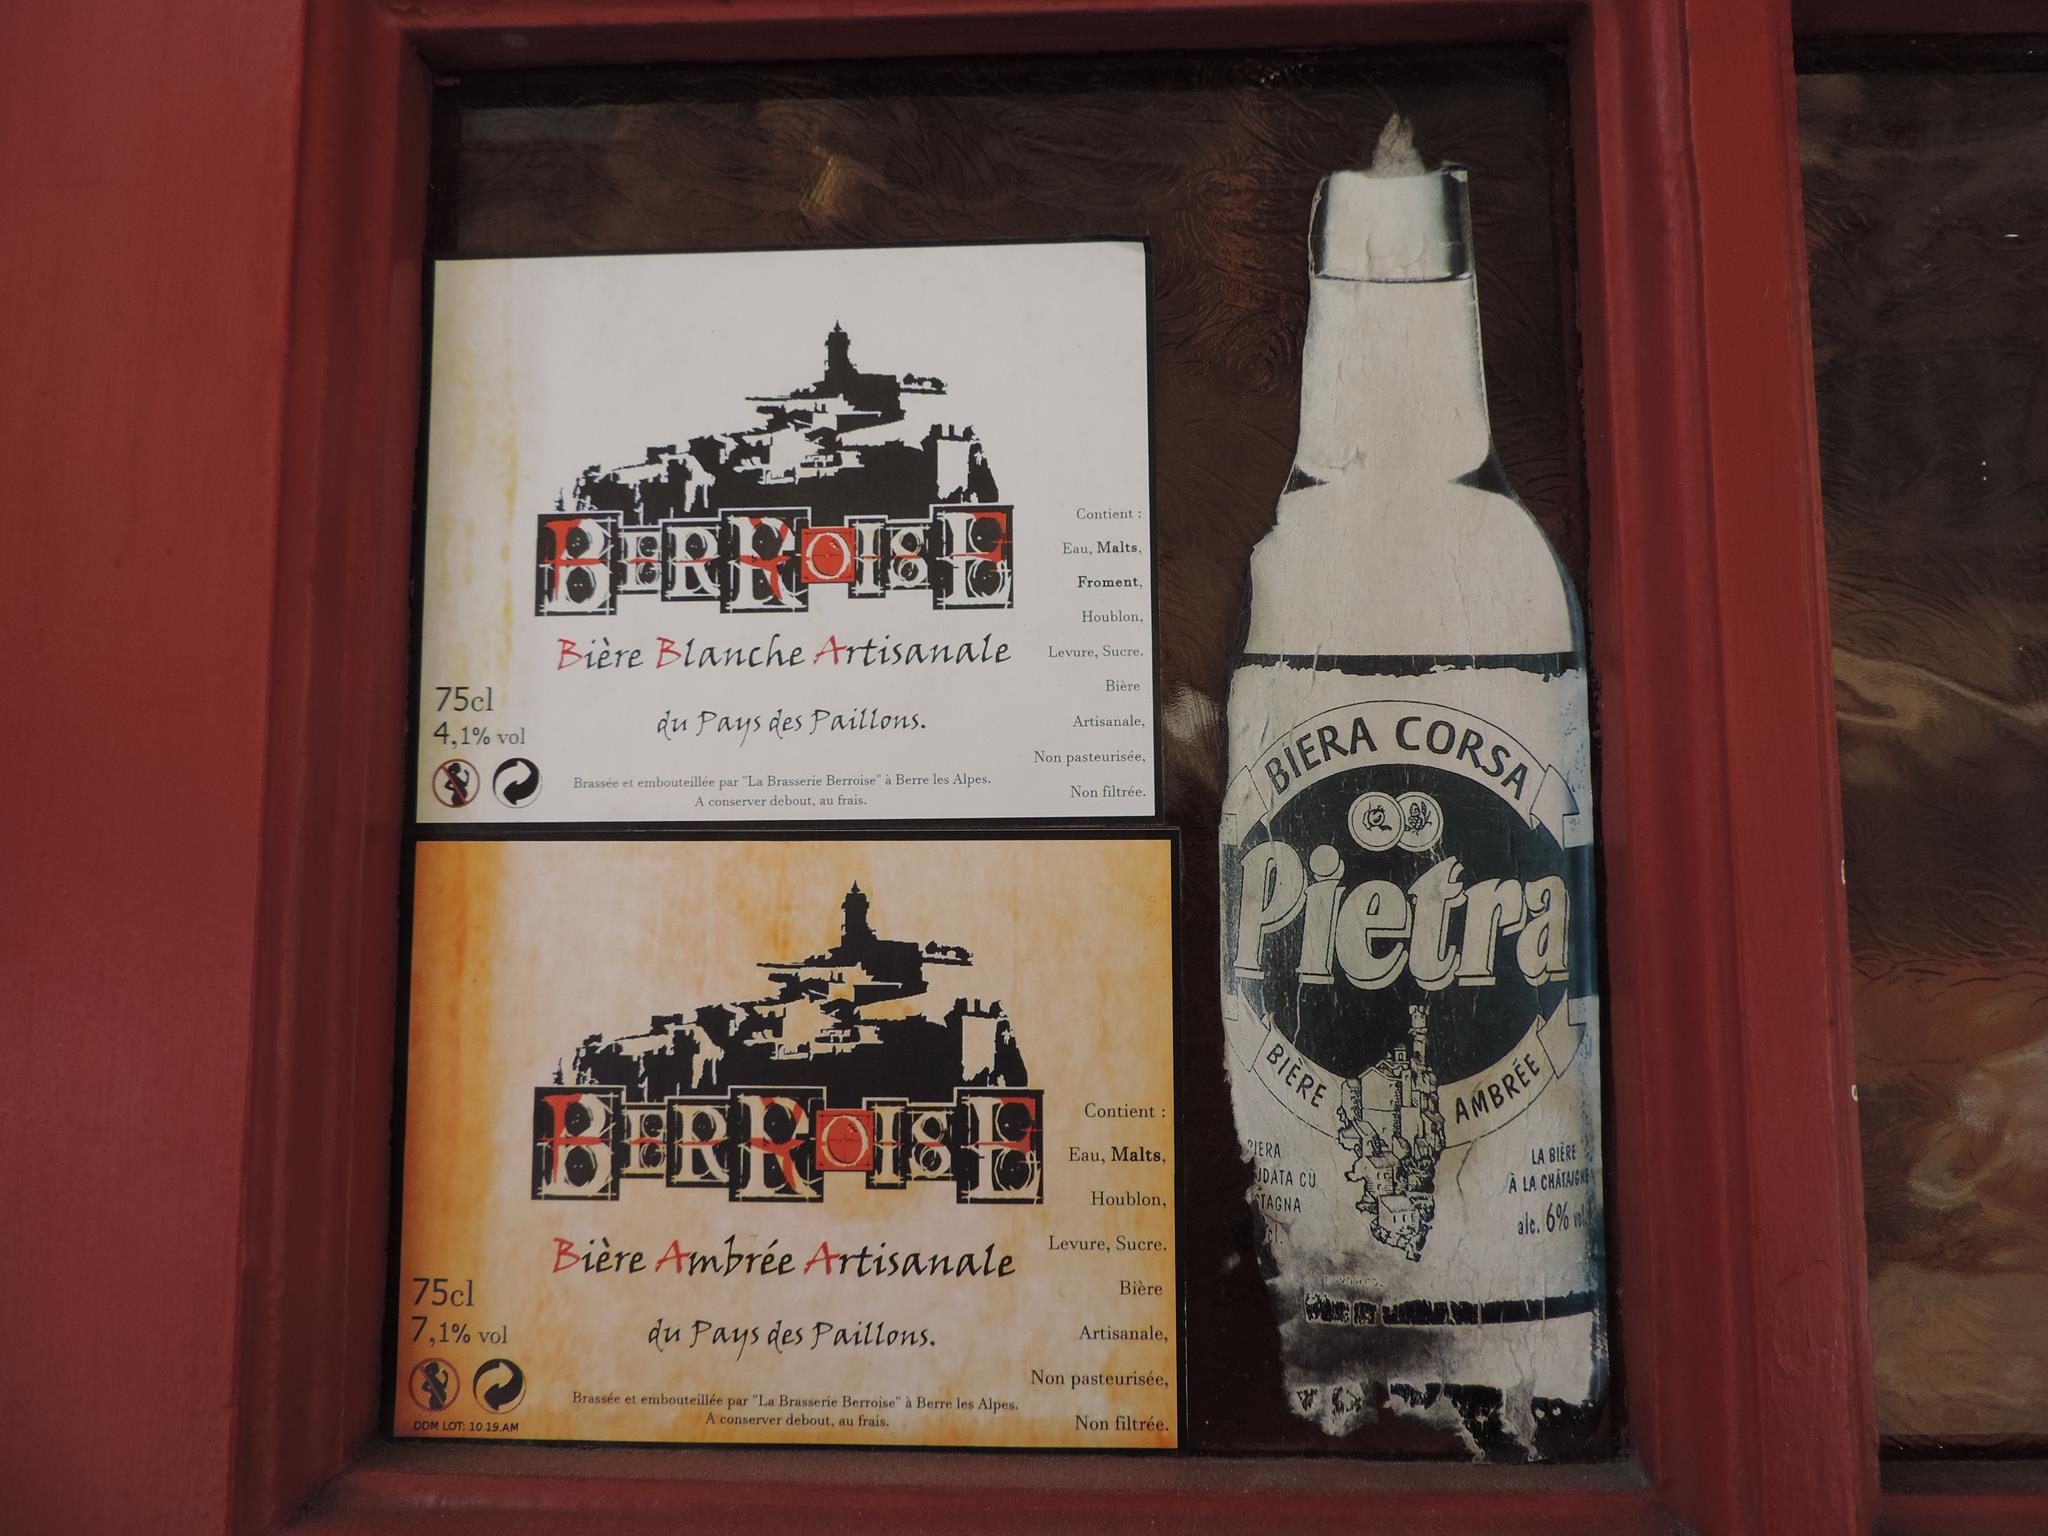 BERROISE
Bière Blanche Artisanale
du Pays des Paillons.
75cl
4,1% vol
Brassée et embouteillée par "La Brasserie Berroise" à Berre les Alpes.
A conserver debout, au frais.
Contient :
Eau, Malts,
Froment,
Houblon,
Levure, Sucre.
Bière
Artisanale,
Non pasteurisée,
Non filtrée.
BERROISE
Bière Ambrée Artisanale
du Pays des Paillons.
75cl
7,1% vol
DDM LOT: 10.19.AM
Brassée et embouteillée par "La Brasserie Berroise" à Berre les Alpes.
A conserver debout, au frais.
Contient :
Eau, Malts,
Houblon,
Levure, Sucre.
Bière
Artisanale,
Non pasteurisée,
Non filtrée.
BIERA CORSA
Pietra
BIÈRE AMBRÉE
CÙ
LA BIÈRE
À LA
alc. 6%